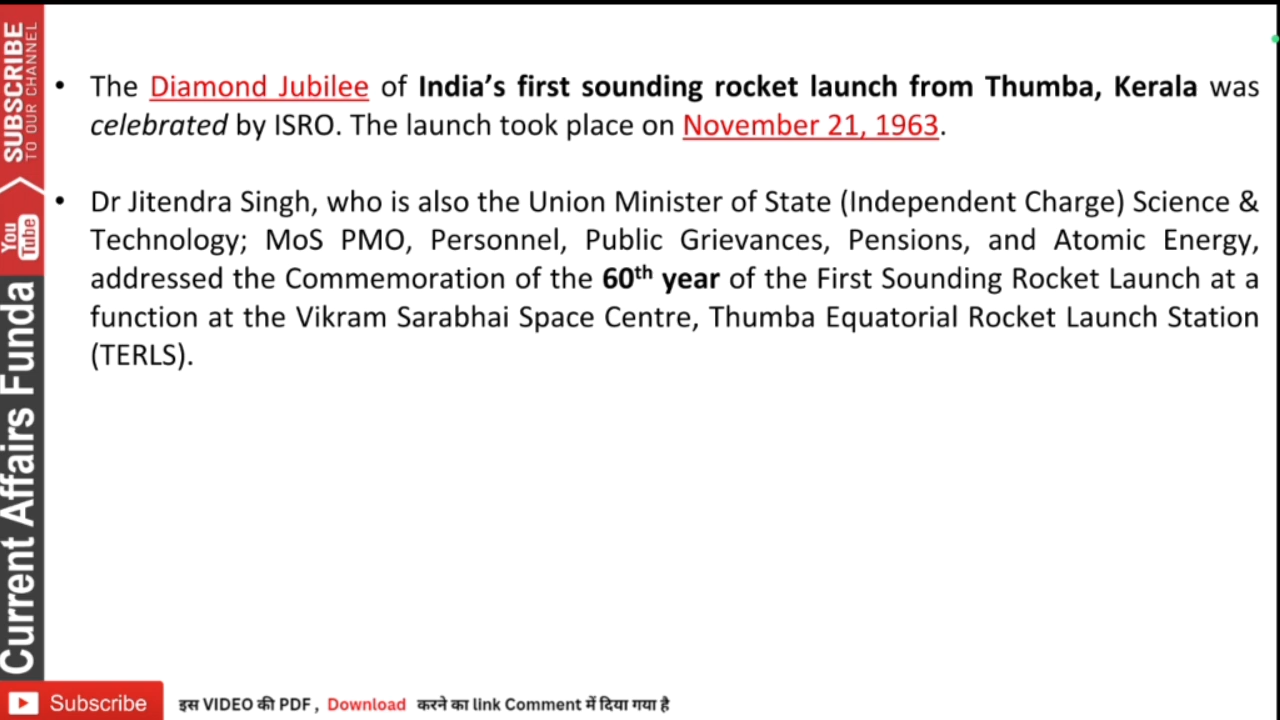 • The Diamond Jubilee of India’s first sounding rocket launch from Thumba, Kerala was
celebrated by ISRO. The launch took place on November 21, 1963.
• Dr Jitendra Singh, who is also the Union Minister of State (Independent Charge) Science &
Technology; MoS PMO, Personnel, Public Grievances, Pensions, and Atomic Energy,
addressed the Commemoration of the 60th year of the First Sounding Rocket Launch at a
function at the Vikram Sarabhai Space Centre, Thumba Equatorial Rocket Launch Station
(TERLS).
SUBSCRIBE
TO OUR CHANNEL
You
Tube
Current Affairs Funda
Subscribe
इस VIDEO की PDF , Download करने का link Comment में दिया गया है